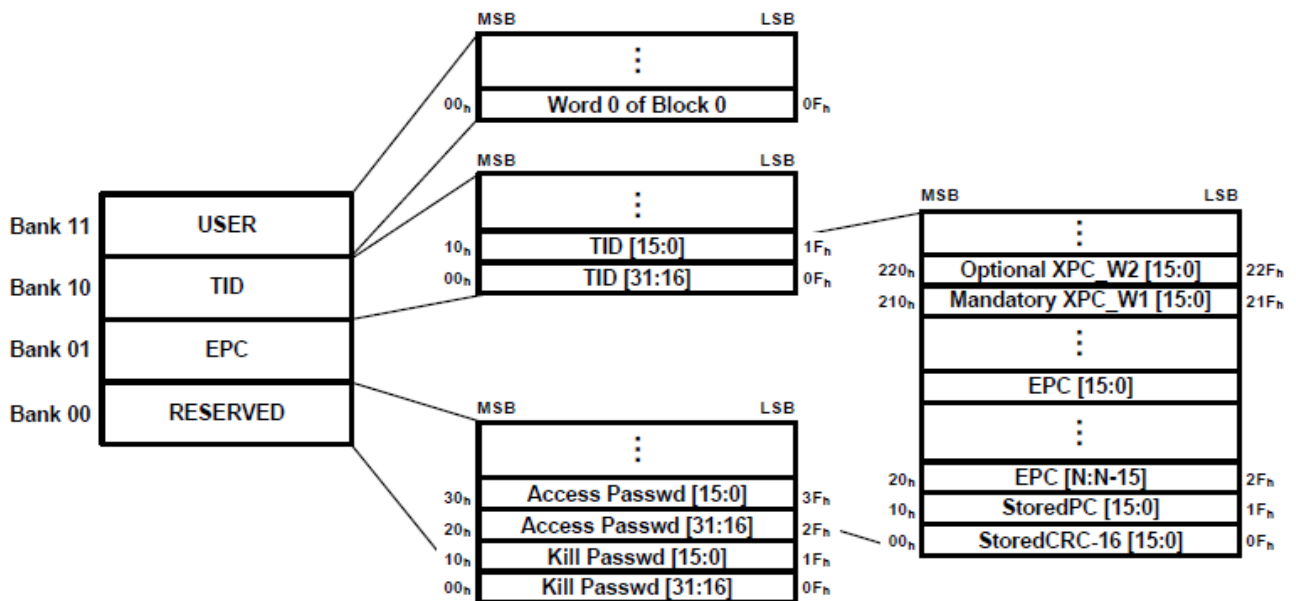 MSB LSB
⋮
00h Word 0 of Block 0 0Fh
MSB LSB
⋮
10h TID [15:0] 1Fh
00h TID [31:16] 0Fh
Bank 11 USER
Bank 10 TID
Bank 01 EPC
Bank 00 RESERVED
MSB LSB
⋮
30h Access Passwd [15:0] 3Fh
20h Access Passwd [31:16] 2Fh
10h Kill Passwd [15:0] 1Fh
00h Kill Passwd [31:16] 0Fh
MSB LSB
⋮
220h Optional XPC_W2 [15:0] 22Fh
210h Mandatory XPC_W1 [15:0] 21Fh
⋮
EPC [15:0]
⋮
20h EPC [N:N-15] 2Fh
10h StoredPC [15:0] 1Fh
00h StoredCRC-16 [15:0] 0Fh